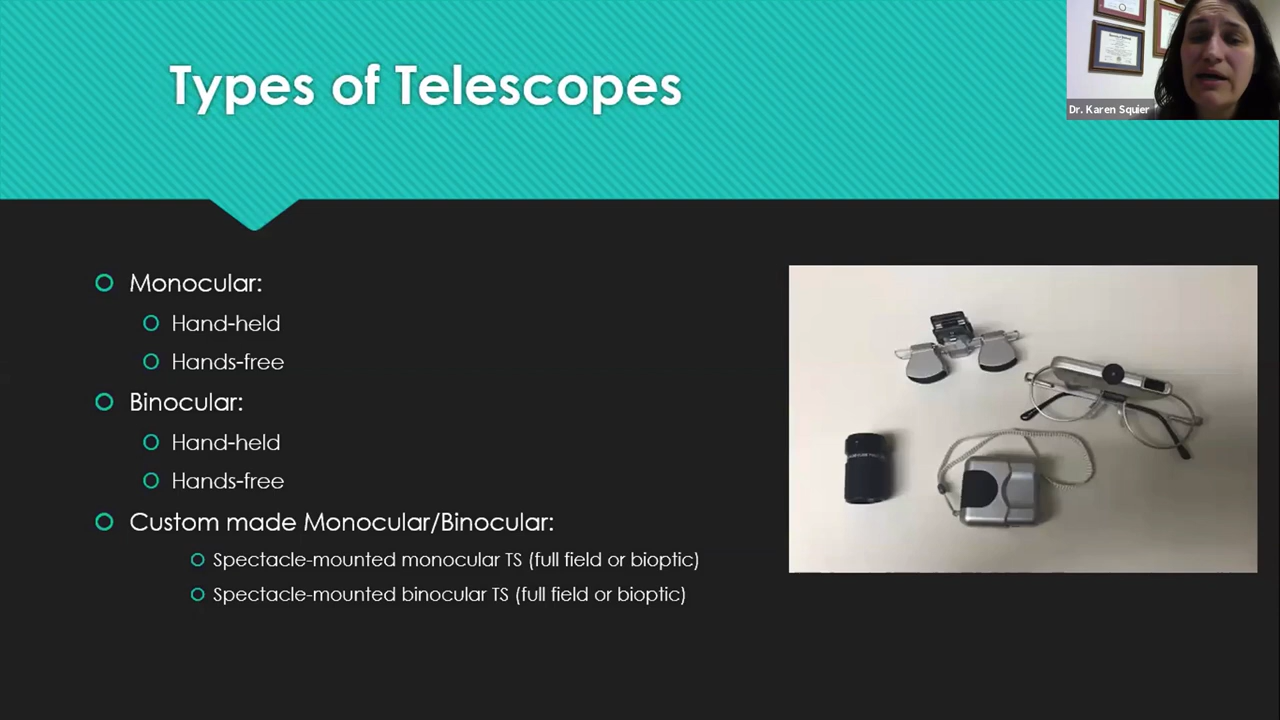 Types of Telescopes
Dr. Karen Squier
Monocular:
Hand-held
Hands-free
Binocular:
Hand-held
Hands-free
Custom made Monocular/Binocular:
Spectacle-mounted monocular TS (full field or bioptic)
Spectacle-mounted binocular TS (full field or bioptic)